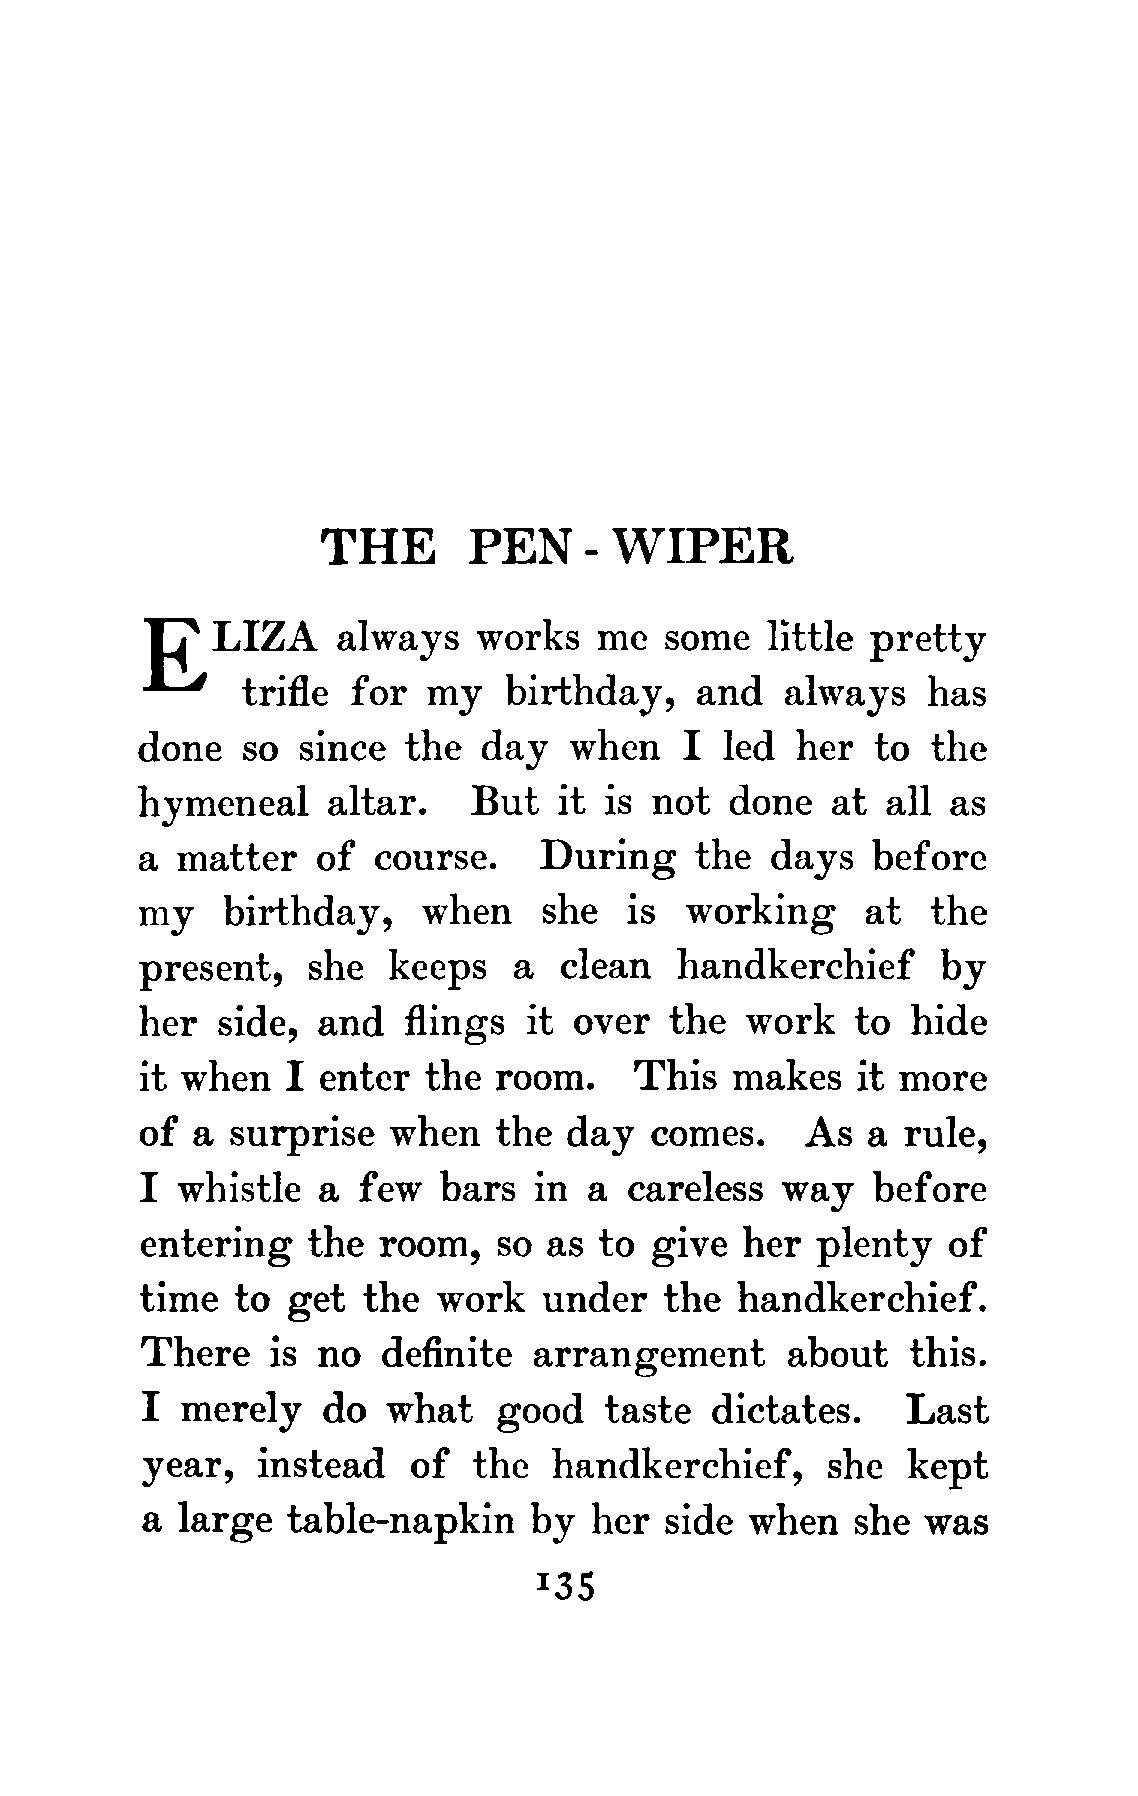 THE PEN-WIPER
ELIZA always works me some little pretty
trifle for my birthday, and always has
done so since the day when I led her to the
hymeneal altar. But it is not done at all as
a matter of course. During the days before
my birthday, when she is working at the
present, she keeps a clean handkerchief by
her side, and flings it over the work to hide
it when I enter the room. This makes it more
of a surprise when the day comes. As a rule,
I whistle a few bars in a careless way before
entering the room, so as to give her plenty of
time to get the work under the handkerchief.
There is no definite arrangement about this.
I merely do what good taste dictates. Last
year, instead of the handkerchief, she kept
a large table-napkin by her side when she was
135